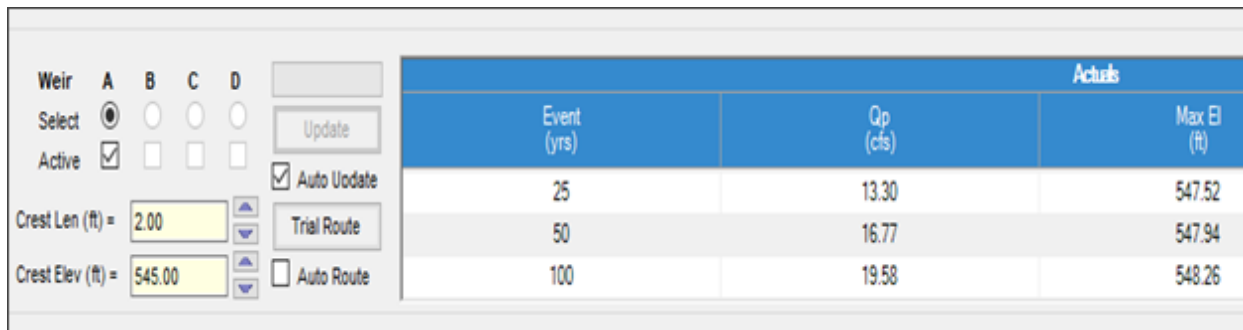 Weir A B C D
Select
Active
Update
Auto Uodate
Crest Len (ft) = 2.00
Trial Route
Crest Elev (ft) = 545.00
Auto Route
Actuals
Event (yrs) Qp (cfs) Max El (ft)
25 13.30 547.52
50 16.77 547.94
100 19.58 548.26